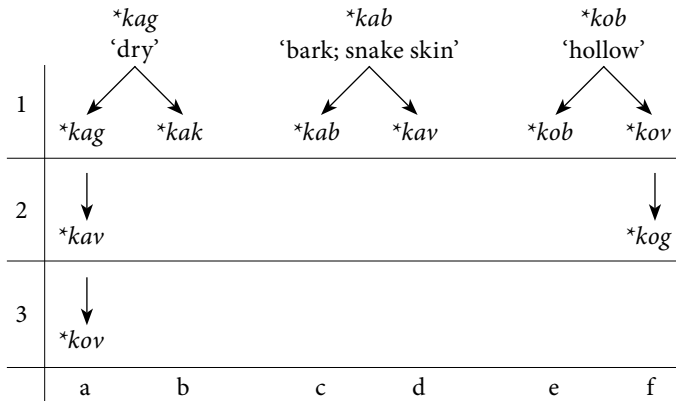 *kag *kab *kob
‘dry’ ‘bark; snake skin’ ‘hollow’
1
*kag *kak *kab *kav *kob *kov
2
*kav *kog
3
*kov
a b c d e f